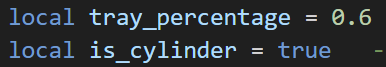 local tray_percentage = 0.6
local is_cylinder = true   -